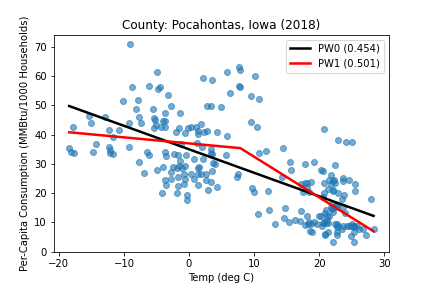 County: Pocahontas, Iowa (2018)
Per-Capita Consumption (MMBtu/1000 Households)
70
60
50
40
30
20
10
0
PW0 (0.454)
PW1 (0.501)
−20 −10 0 10 20 30
Temp (deg C)